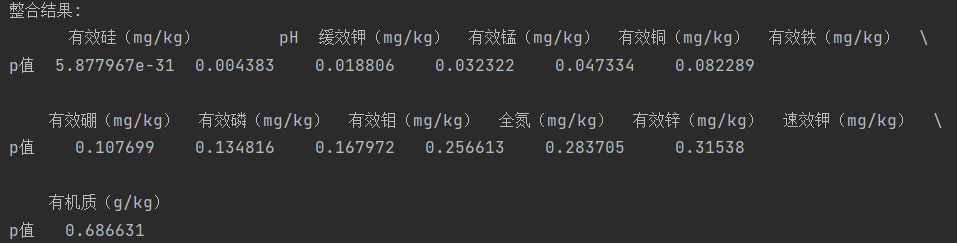 整合结果:
有效硅（mg/kg） pH 缓效钾（mg/kg） 有效锰（mg/kg） 有效铜（mg/kg） 有效铁（mg/kg） \
p值 5.877967e-31 0.004383 0.018806 0.032322 0.047334 0.082289
有效硼（mg/kg） 有效磷（mg/kg） 有效钼（mg/kg） 全氮（mg/kg） 有效锌（mg/kg） 速效钾（mg/kg） \
p值 0.107699 0.134816 0.167972 0.256613 0.283705 0.31538
有机质（g/kg）
p值 0.686631